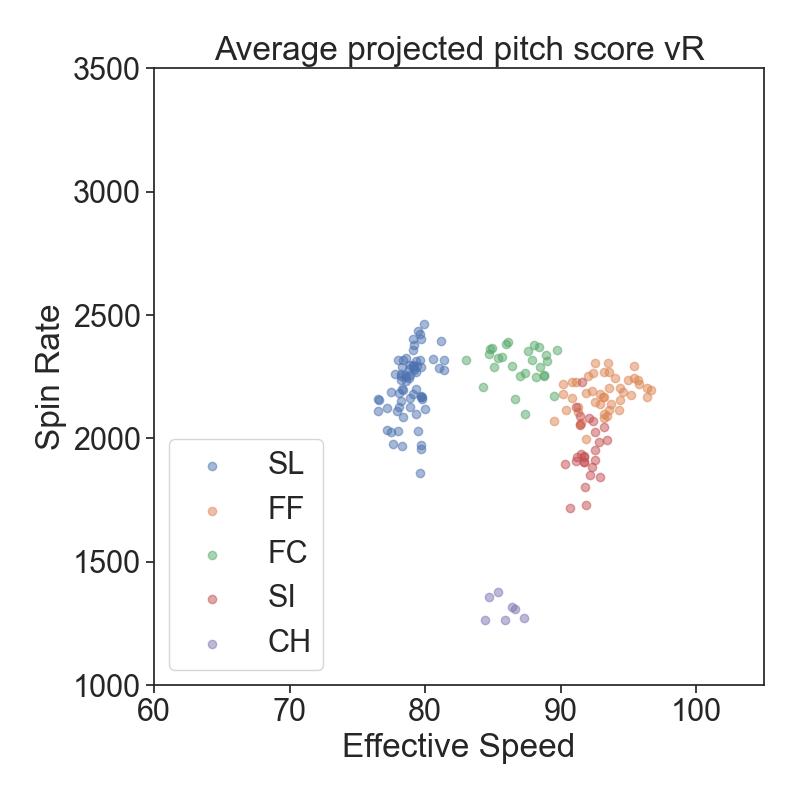 Average projected pitch score vR
3500
3000
2500
2000
1500
1000
Spin Rate
SL
FF
FC
SI
CH
60 70 80 90 100
Effective Speed